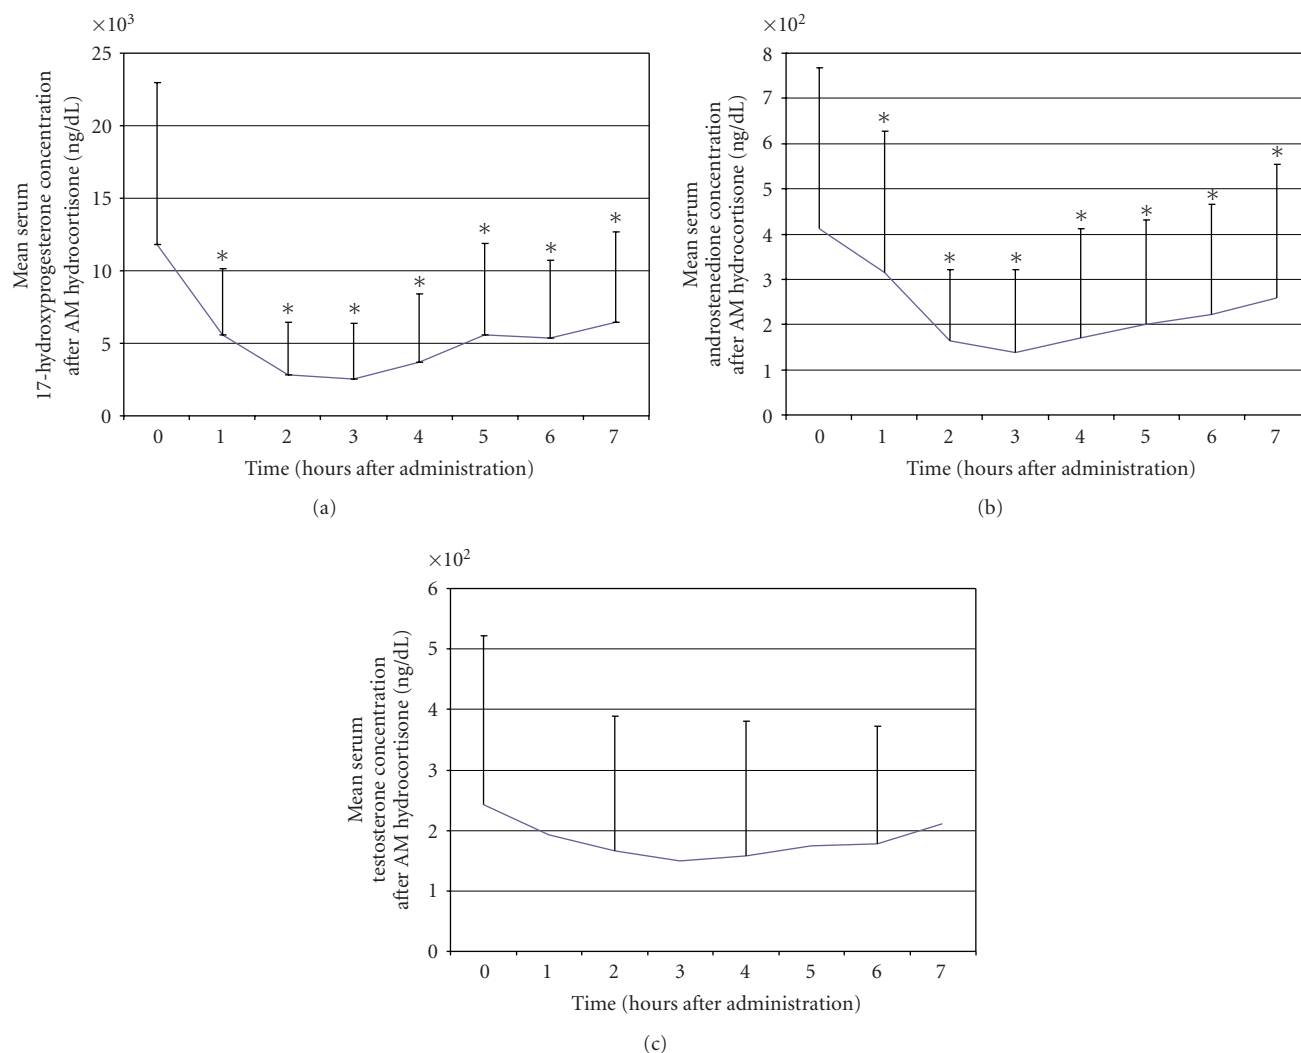 ×10³
25
20
15
10
5
0
Mean serum
17-hydroxyprogesterone concentration
after AM hydrocortisone (ng/dL)
* * * * * * *
0 1 2 3 4 5 6 7
Time (hours after administration)
(a)
×10²
8
7
6
5
4
3
2
1
0
Mean serum
androstenedione concentration
after AM hydrocortisone (ng/dL)
* * * * * * *
0 1 2 3 4 5 6 7
Time (hours after administration)
(b)
×10²
6
5
4
3
2
1
0
Mean serum
testosterone concentration
after AM hydrocortisone (ng/dL)
0 1 2 3 4 5 6 7
Time (hours after administration)
(c)